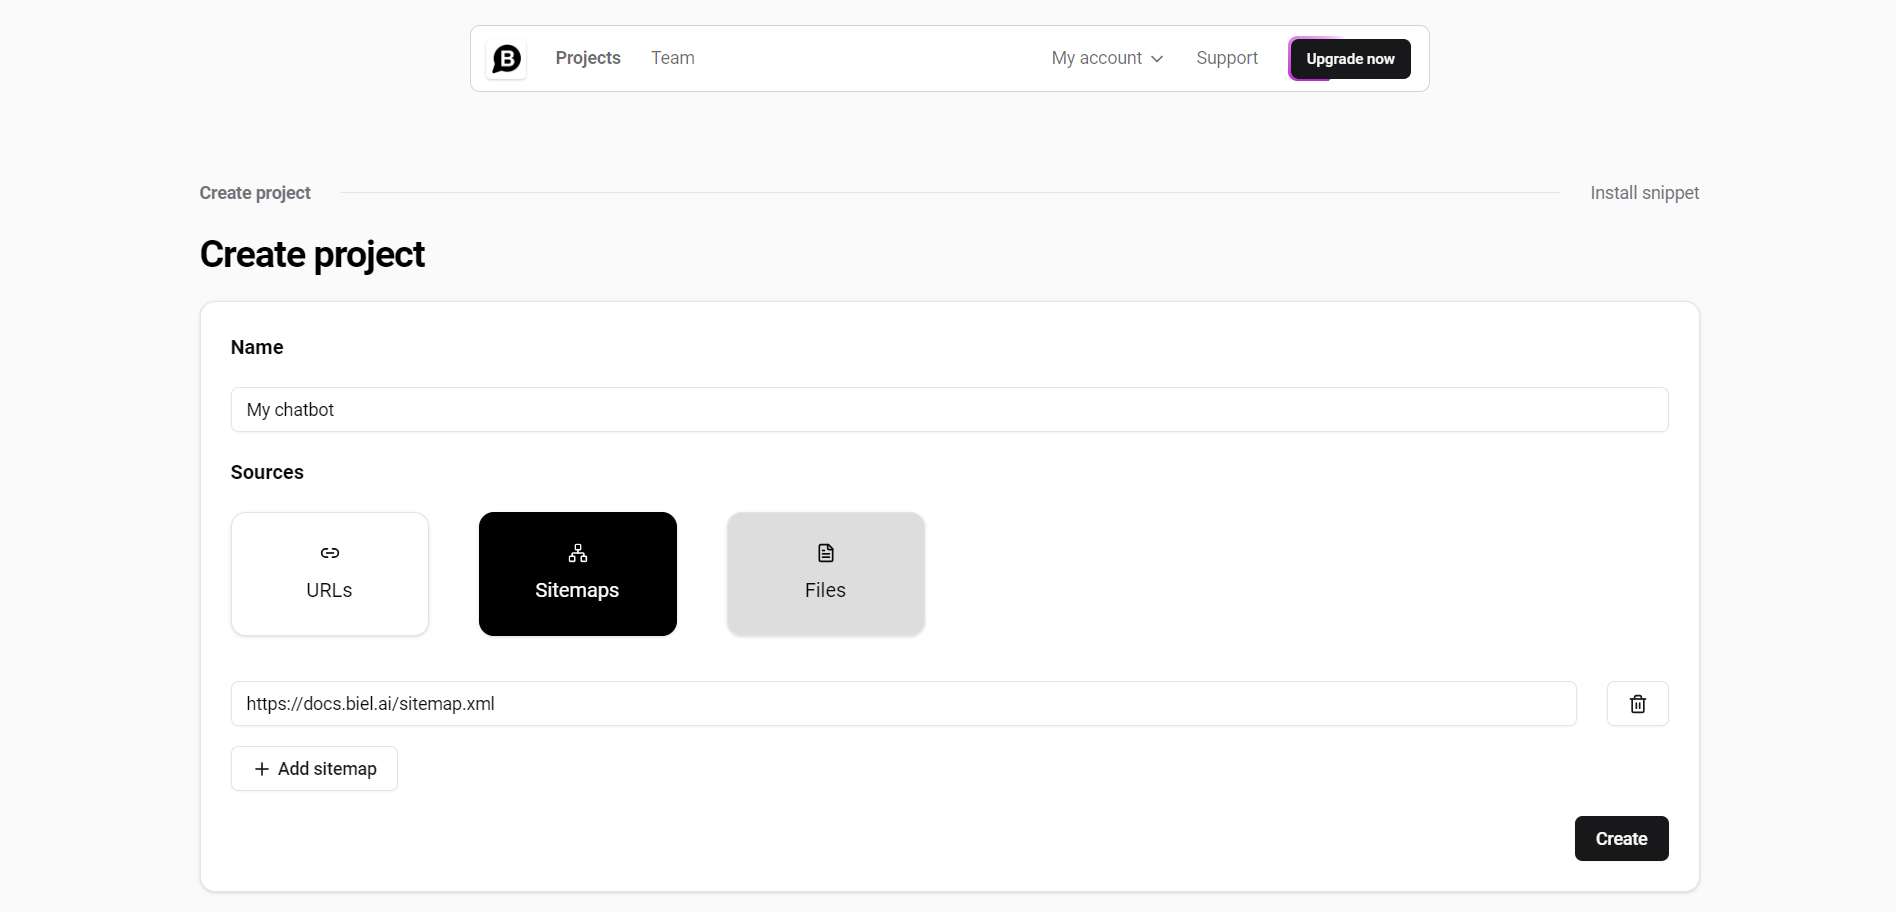 B Projects Team My account Support Upgrade now
Create project Install snippet
Create project
Name
My chatbot
Sources
URLs Sitemaps Files
https://docs.biel.ai/sitemap.xml
+ Add sitemap
Create